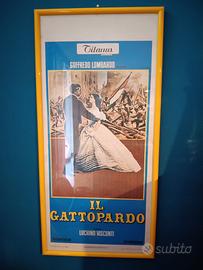 Titanus
GOFFREDO LOMBARDO
IL
GATTOPARDO
LUCHINO VISCONTI
subito